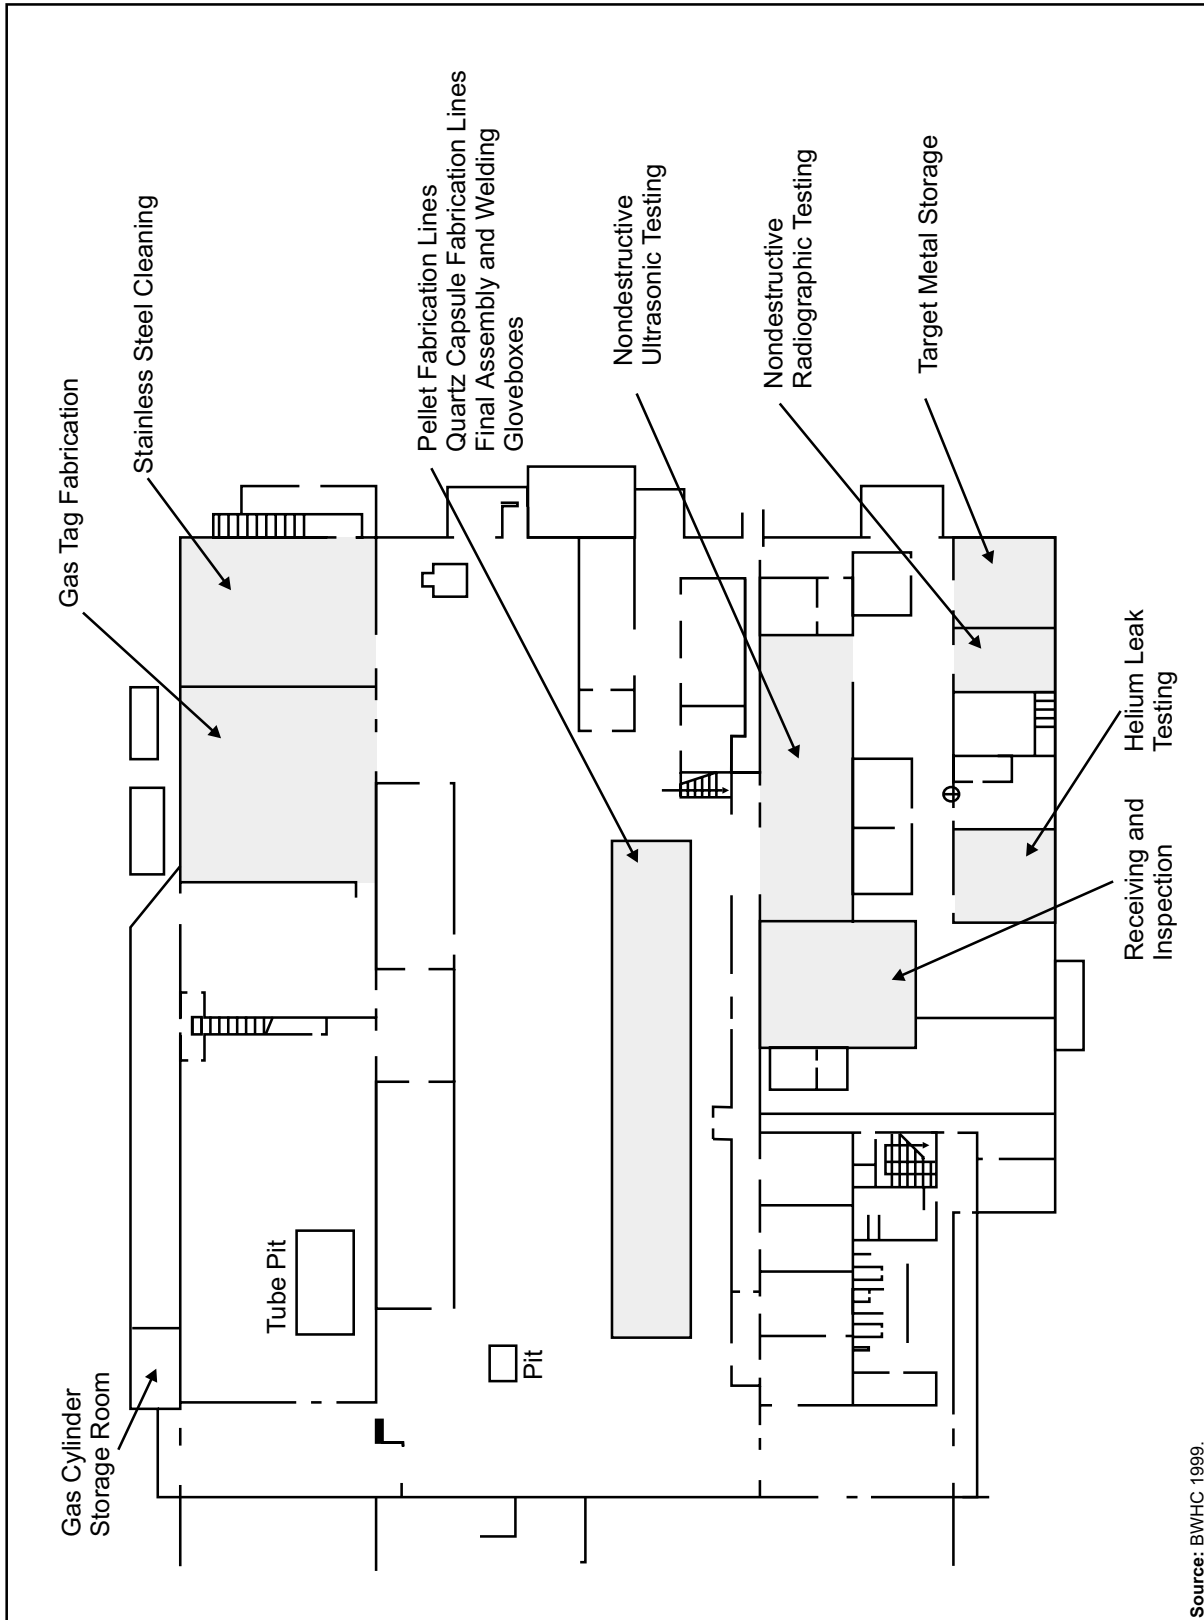 Gas Cylinder
Storage Room
Gas Tag Fabrication
Stainless Steel Cleaning
Tube Pit
Pit
Pellet Fabrication Lines
Quartz Capsule Fabrication Lines
Final Assembly and Welding
Gloveboxes
Nondestructive
Ultrasonic Testing
Nondestructive
Radiographic Testing
Target Metal Storage
Receiving and
Inspection
Helium Leak
Testing
Source: BWHC 1999.